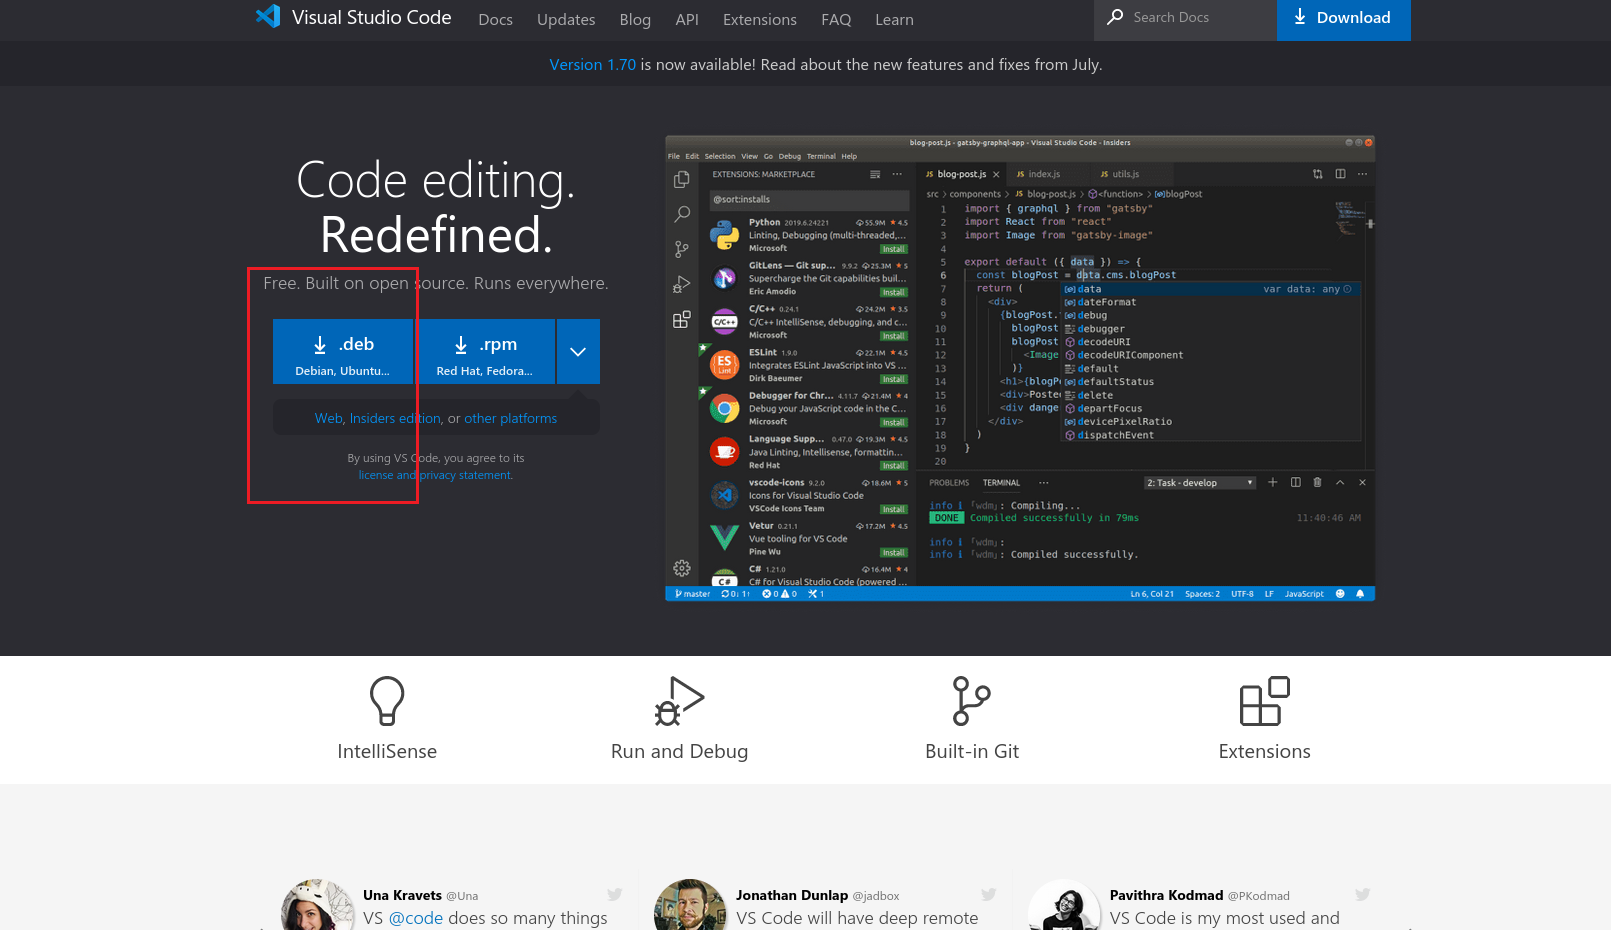 Visual Studio Code Docs Updates Blog API Extensions FAQ Learn Search Docs Download
Version 1.70 is now available! Read about the new features and fixes from July.
Code editing.
Redefined.
Free. Built on open source. Runs everywhere.
.deb
Debian, Ubuntu...
.rpm
Red Hat, Fedora...
Web, Insiders edition, or other platforms
By using VS Code, you agree to its
license and privacy statement.
blog-post.js - gatsby-graphql-app - Visual Studio Code - Insiders
File Edit Selection View Go Debug Terminal Help
EXTENSIONS: MARKETPLACE
@sort:installs
Python 2019.6.24221 55.9M 4.5
Linting, Debugging (multi-threaded,...
Microsoft Install
GitLens — Git sup... 9.9.2 25.3M 5
Supercharge the Git capabilities buil...
Eric Amodio Install
C/C++ 0.24.1 24.2M 3.5
C/C++ IntelliSense, debugging, and c...
Microsoft Install
ESLint 1.9.0 22.1M 4.5
Integrates ESLint JavaScript into VS ...
Dirk Baeumer Install
Debugger for Chr... 4.11.7 21.4M 4
Debug your JavaScript code in the C...
Microsoft Install
Language Supp... 0.47.0 19.3M 4.5
Java Linting, Intellisense, formattin...
Red Hat Install
vscode-icons 9.2.0 18.6M 5
Icons for Visual Studio Code
VSCode Icons Team Install
Vetur 0.21.1 17.2M 4.5
Vue tooling for VS Code
Pine Wu Install
C# 1.21.0 16.4M 4
C# for Visual Studio Code (powered ...
JS blog-post.js JS index.js JS utils.js
src > components > JS blog-post.js > <function> > blogPost
1 import { graphql } from "gatsby"
2 import React from "react"
3 import Image from "gatsby-image"
4
5 export default ({ data }) => {
6 const blogPost = data.cms.blogPost
7 return (
8 <div>
9 {blogPost.
10 blogPost
11 blogPost
12 <Image
13 )}
14 <h1>{blogP
15 <div>Poste
16 <div dange
17 </div>
18 )
19 }
20
data var data: any
dateFormat
debug
debugger
decodeURI
decodeURIComponent
default
defaultStatus
delete
departFocus
devicePixelRatio
dispatchEvent
PROBLEMS TERMINAL ... 2: Task - develop
info i ｢wdm｣: Compiling...
DONE Compiled successfully in 79ms 11:40:46 AM
info i ｢wdm｣:
info i ｢wdm｣: Compiled successfully.
master 0↓ 1↑ 0 0 1 Ln 6, Col 21 Spaces: 2 UTF-8 LF JavaScript
IntelliSense Run and Debug Built-in Git Extensions
Una Kravets @Una
VS @code does so many things
Jonathan Dunlap @jadbox
VS Code will have deep remote
Pavithra Kodmad @PKodmad
VS Code is my most used and